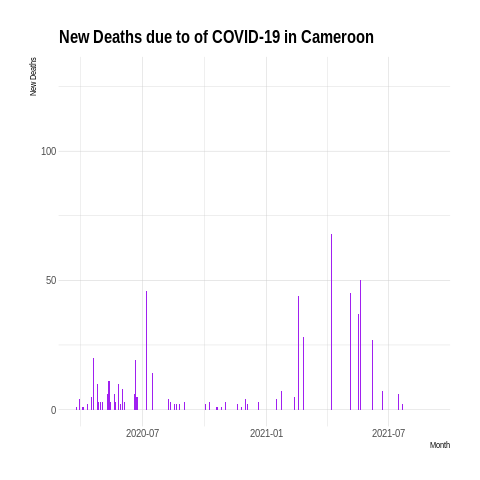 New Deaths due to of COVID-19 in Cameroon
New Deaths
100
50
0
2020-07 2021-01 2021-07
Month